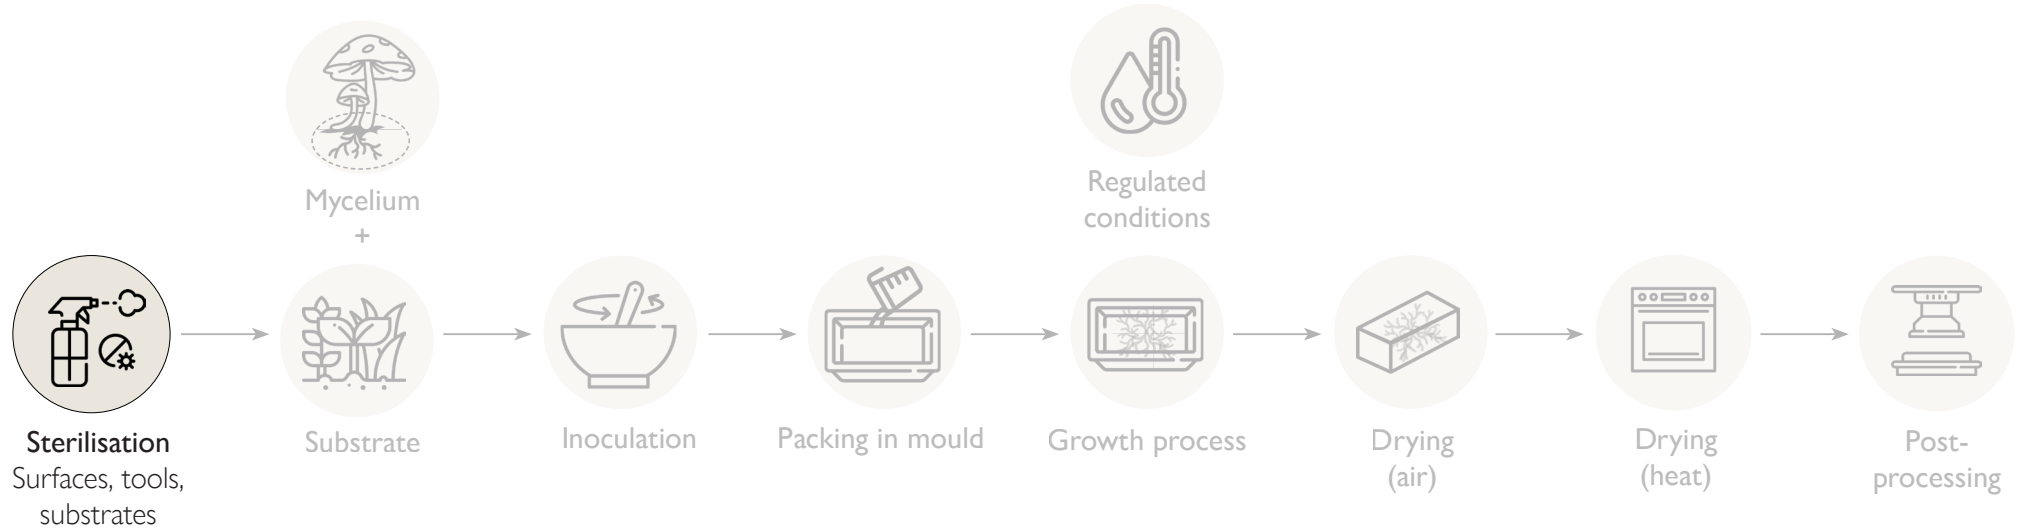 Mycelium
+
Regulated
conditions
Sterilisation
Surfaces, tools,
substrates
Substrate
Inoculation
Packing in mould
Growth process
Drying
(air)
Drying
(heat)
Post-
processing